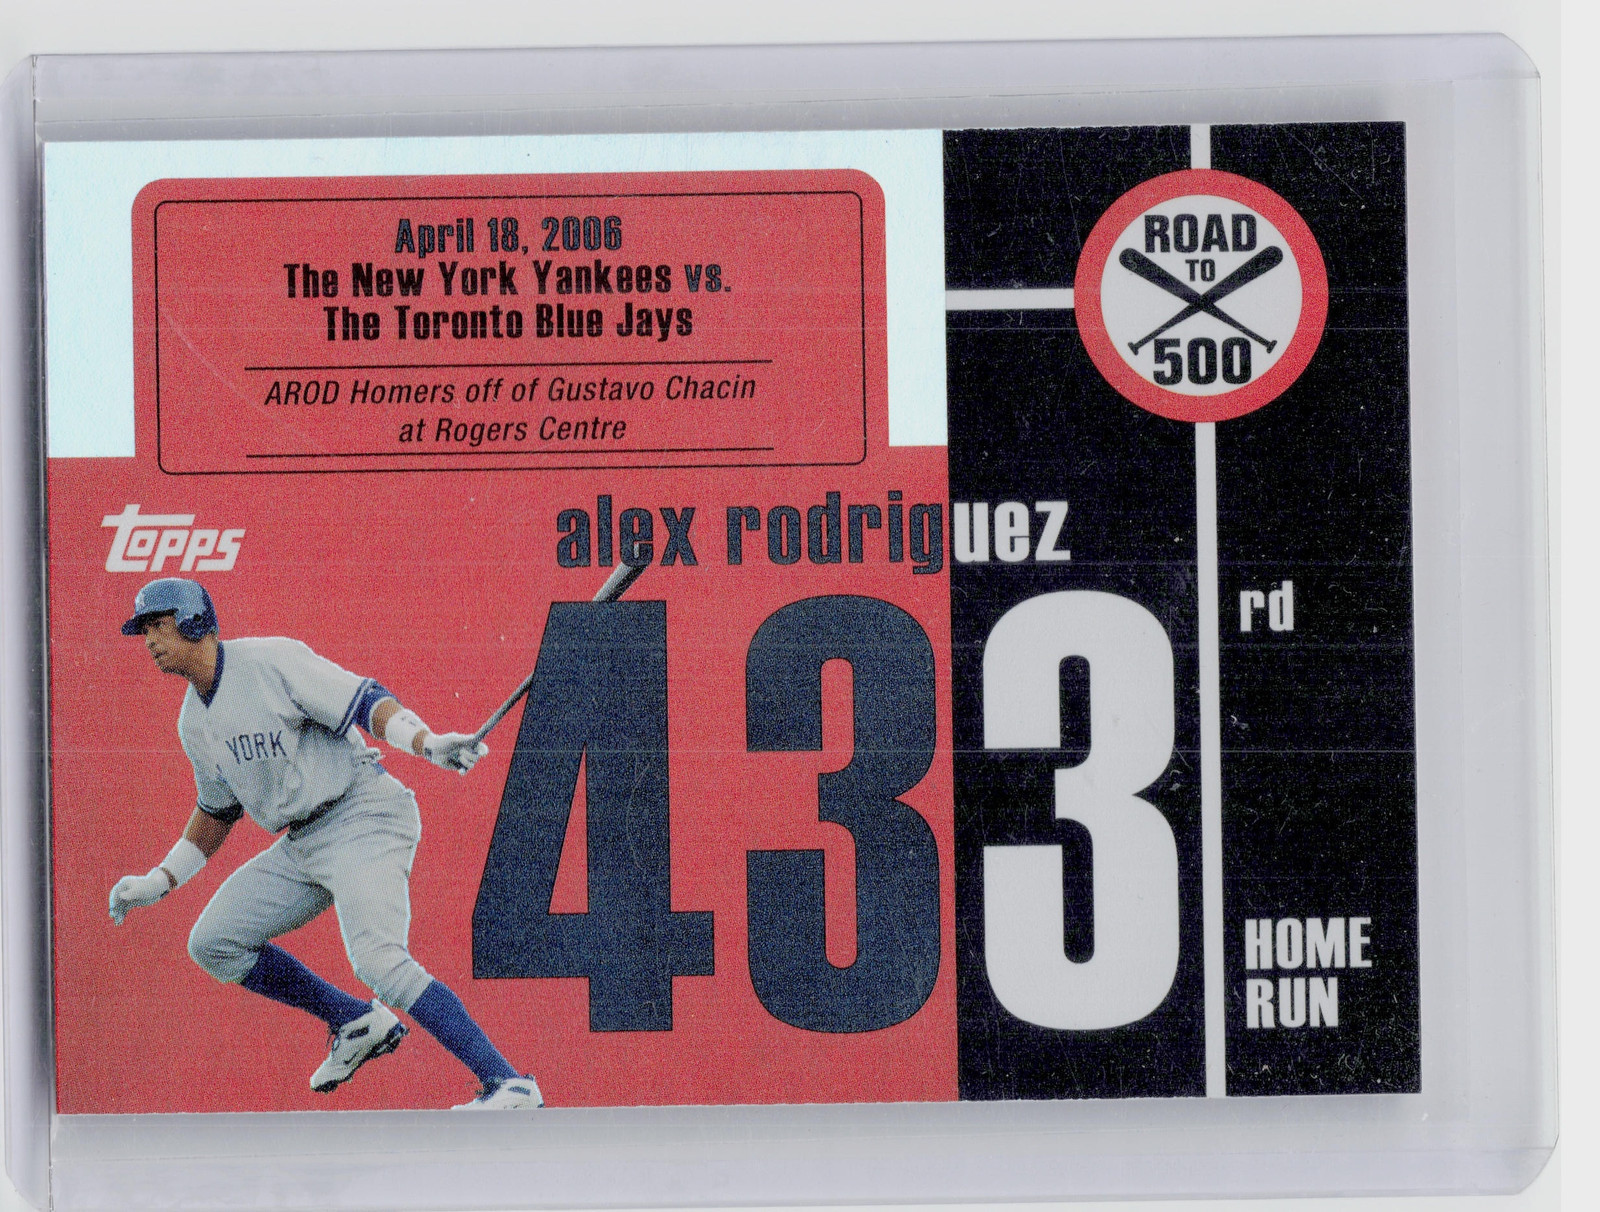 April 18, 2006
The New York Yankees vs.
The Toronto Blue Jays
AROD Homers off of Gustavo Chacin
at Rogers Centre
ROAD
TO
500
topps
alex rodriguez
433
rd
HOME
RUN
YORK